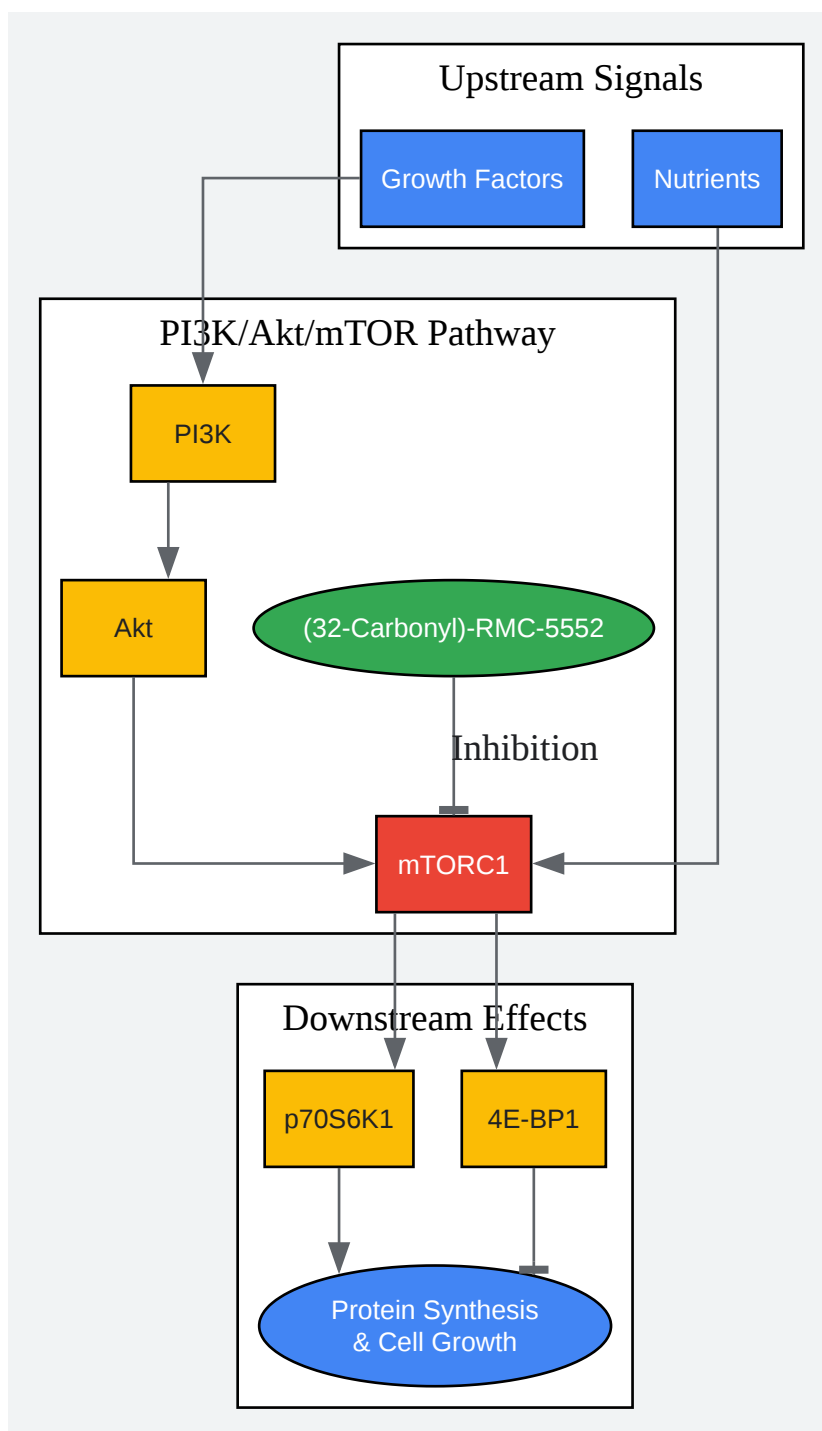 Upstream Signals
Growth Factors
Nutrients
PI3K/Akt/mTOR Pathway
PI3K
Akt
(32-Carbonyl)-RMC-5552
Inhibition
mTORC1
Downstream Effects
p70S6K1
4E-BP1
Protein Synthesis
& Cell Growth